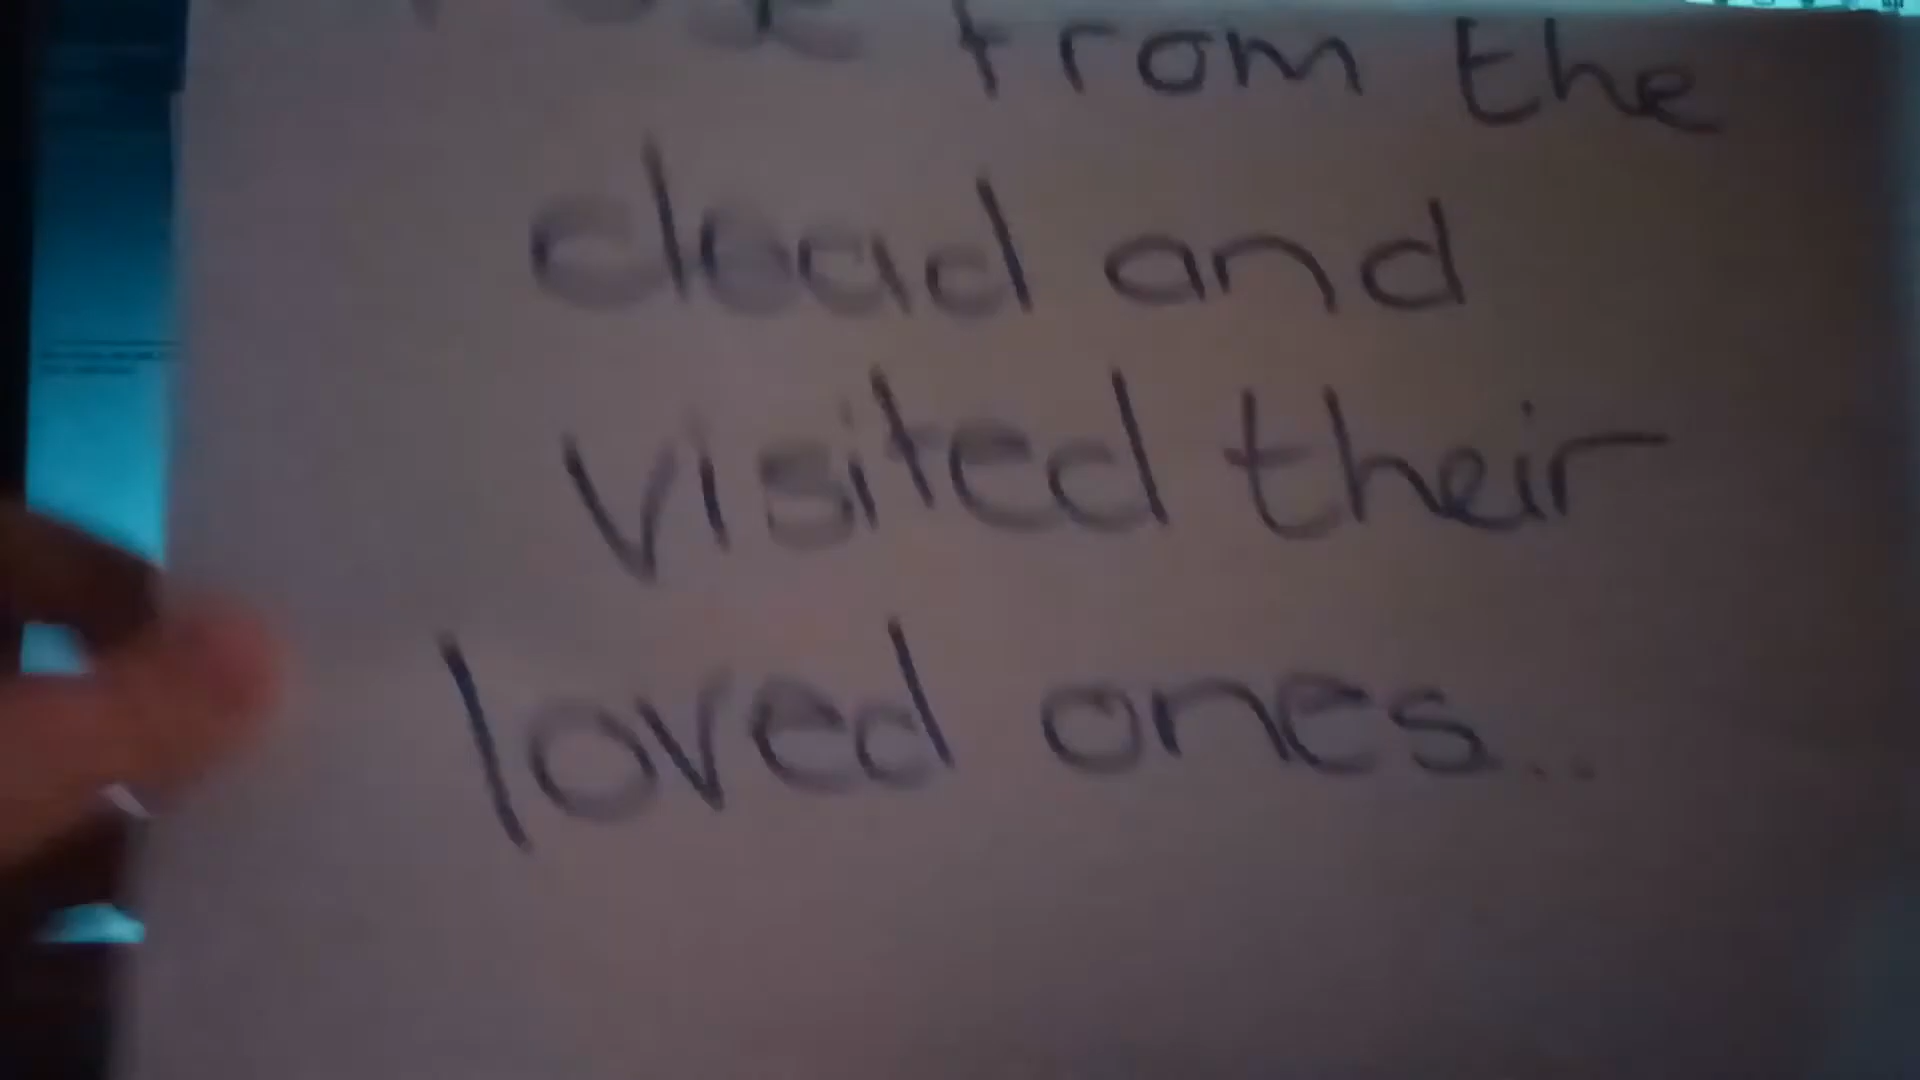 from the
dead and
visited their
loved ones..